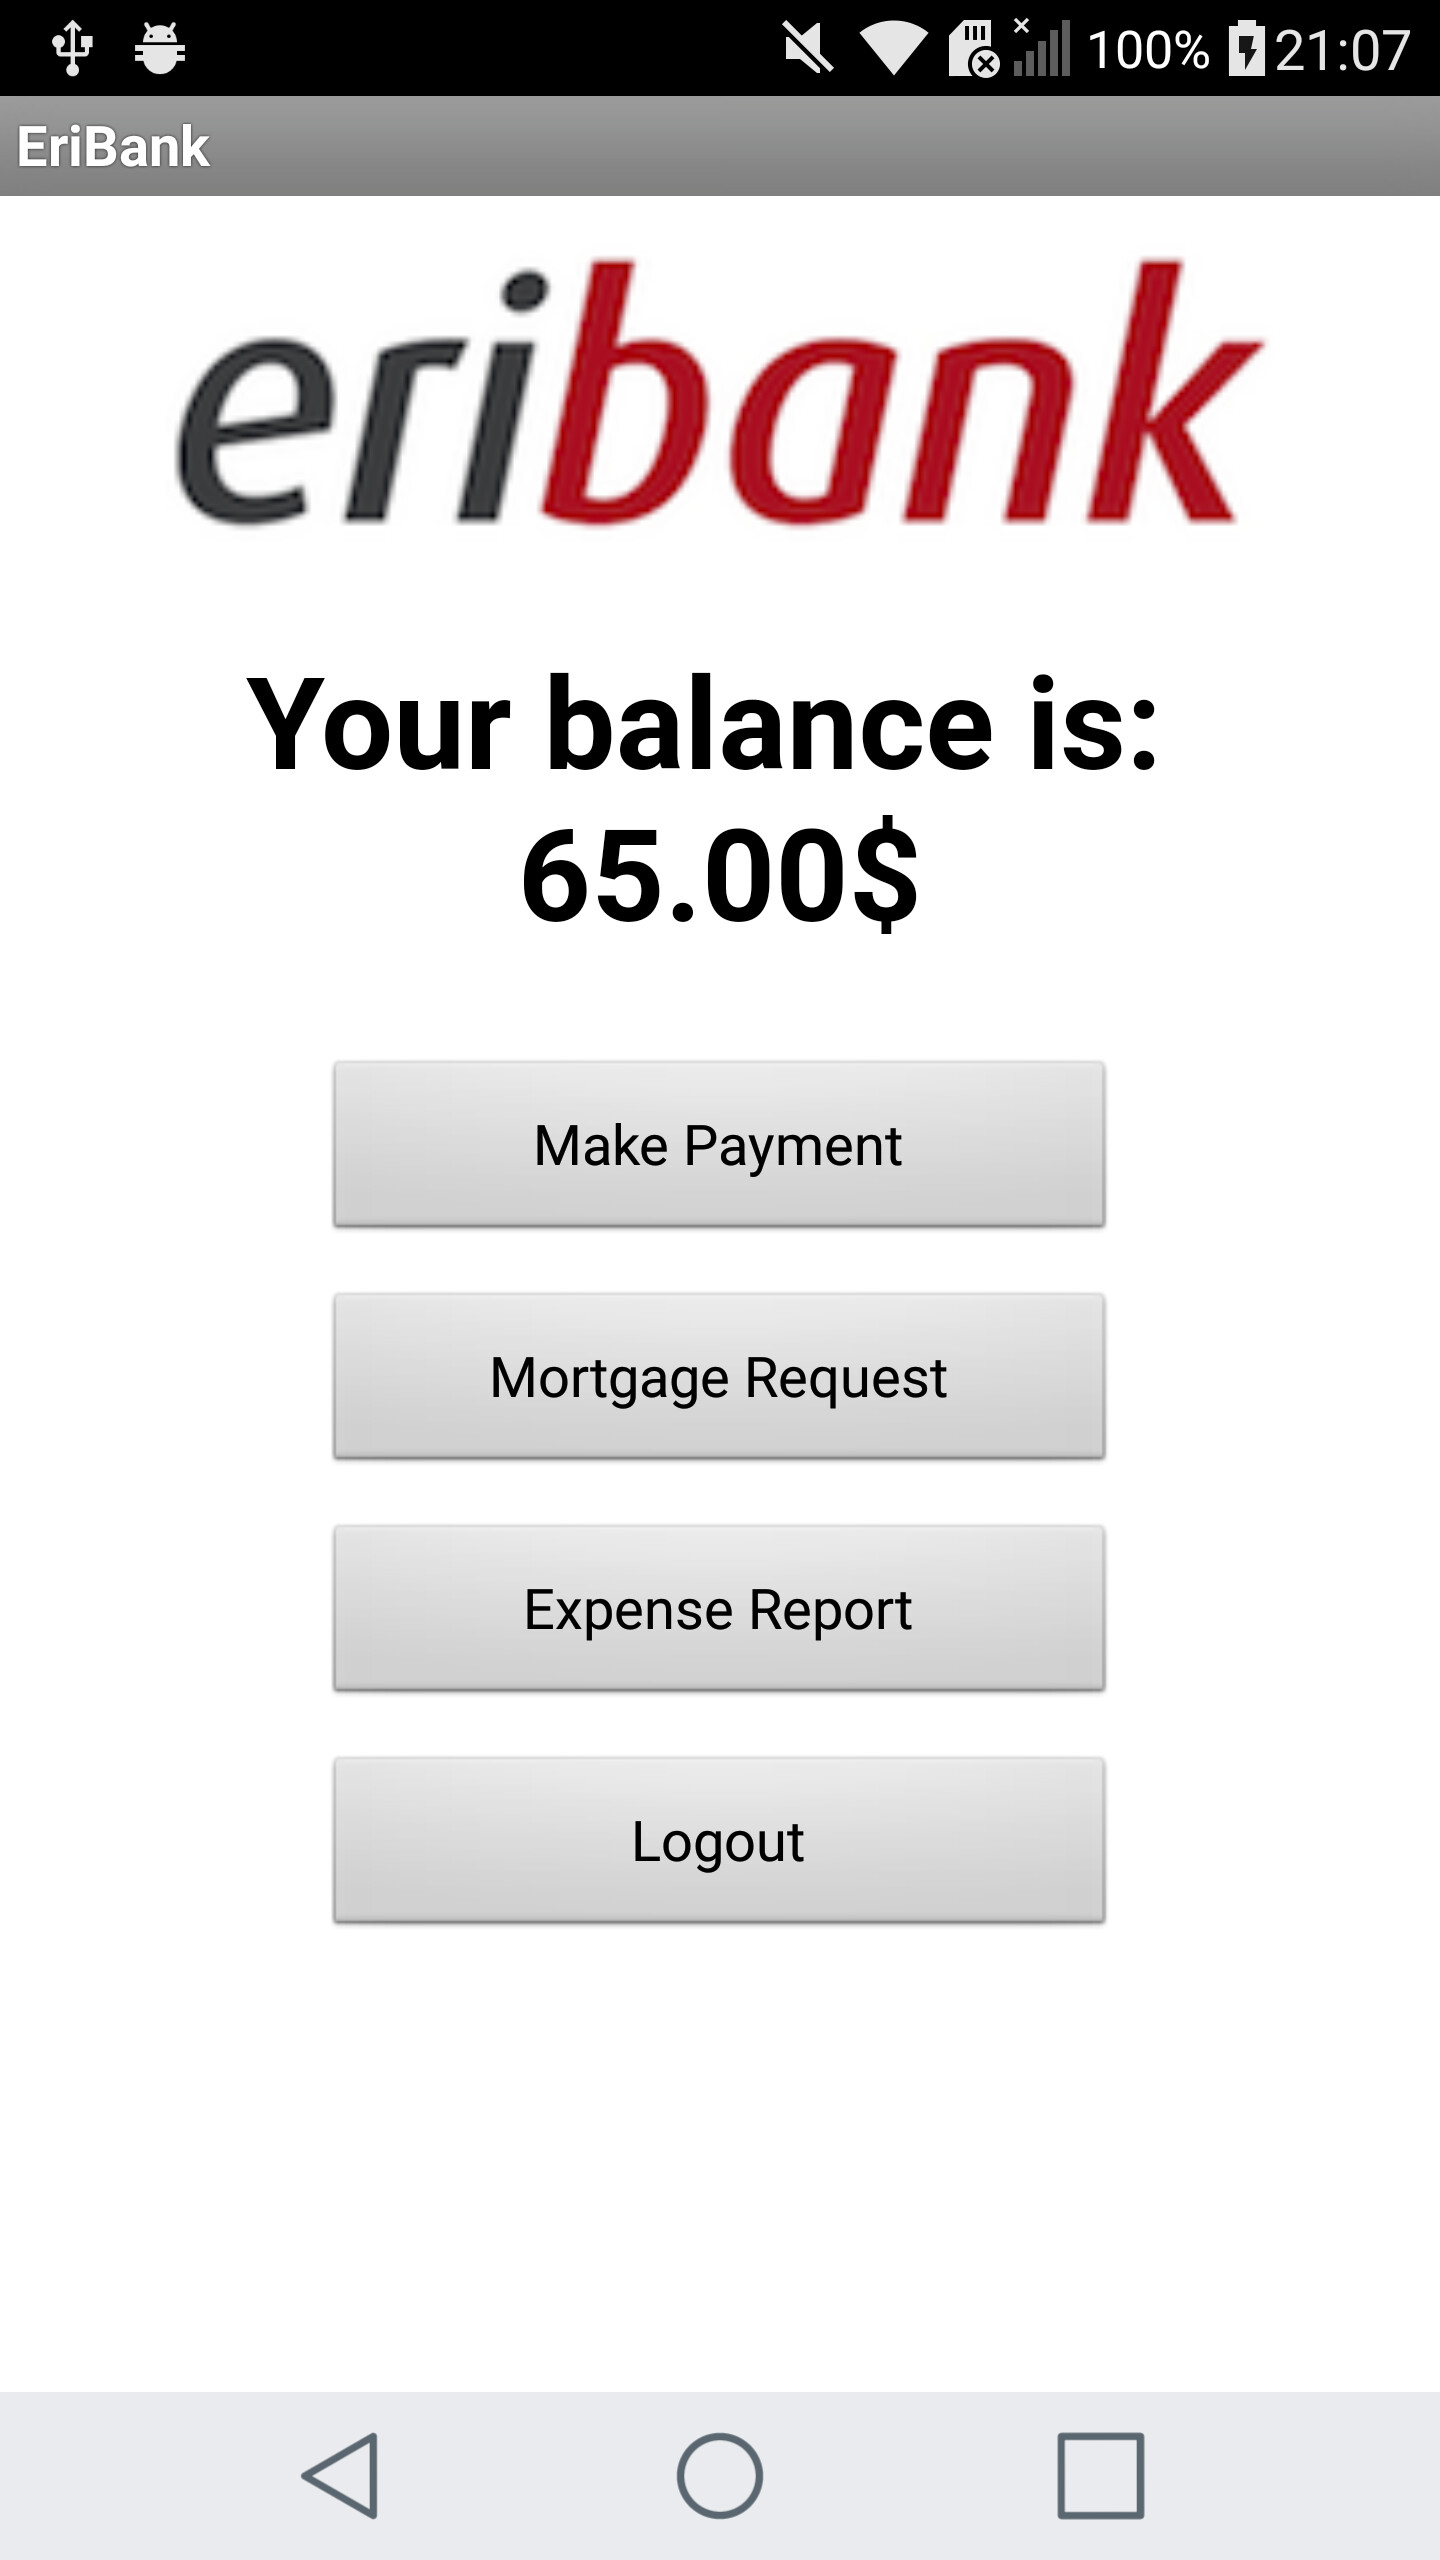 100% 21:07
EriBank
eribank
Your balance is:
65.00$
Make Payment
Mortgage Request
Expense Report
Logout